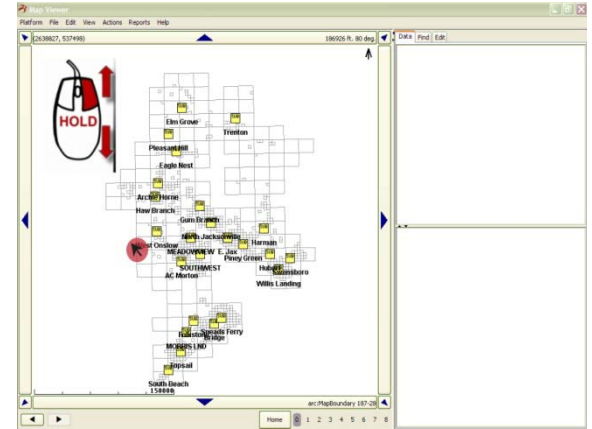 Map Viewer
Platform File Edit View Actions Reports Help
(2638827, 537498)
186926 ft. 80 deg.
Data Find Edit
HOLD
Elm Grove
Trenton
Pleasant Hill
Eagle Nest
Archie Horne
Haw Branch
Gum Branch
North Jacksonville
Harman
West Onslow
MEADOWVIEW E. Jax
Piney Green
SOUTHWEST
Hubert
Swansboro
AC Morton
Willis Landing
Folkstone
Sneads Ferry
Bridge
MORRIS LND
Topsail
South Beach
150000
arc:MapBoundary 187-28
Home 0 1 2 3 4 5 6 7 8